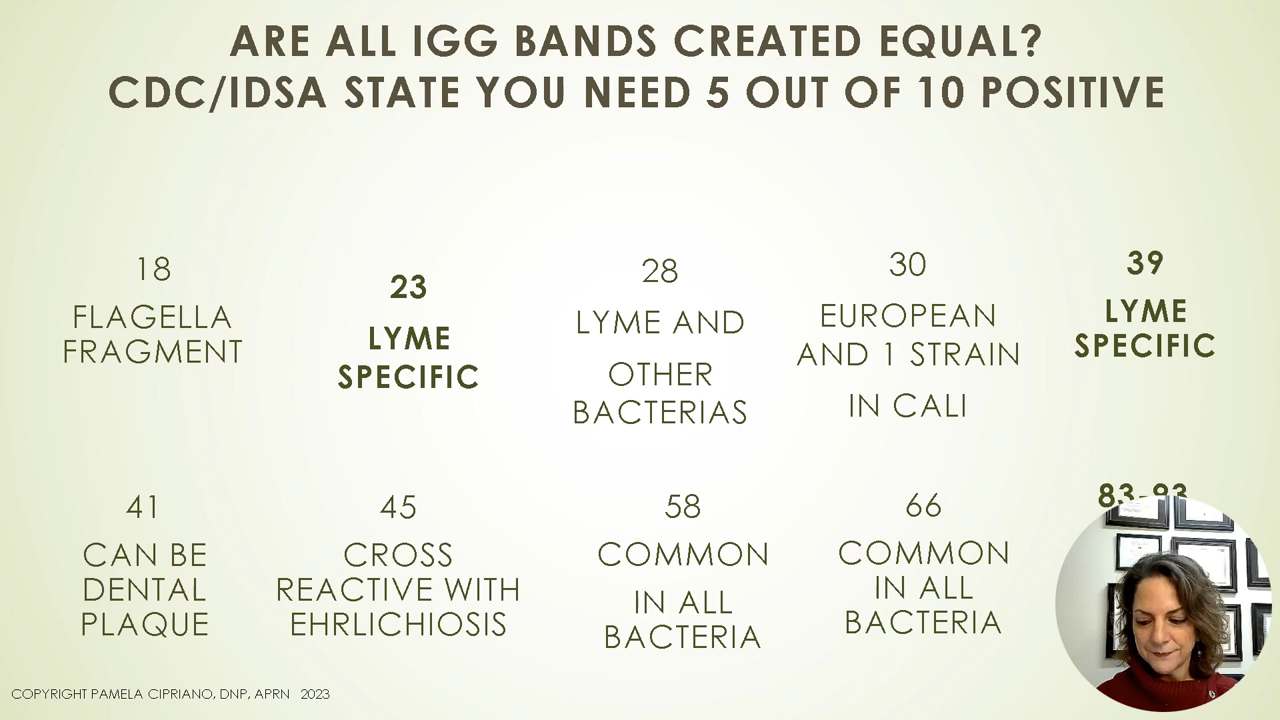 ARE ALL IGG BANDS CREATED EQUAL?
CDC/IDSA STATE YOU NEED 5 OUT OF 10 POSITIVE
18
FLAGELLA
FRAGMENT
23
LYME
SPECIFIC
28
LYME AND
OTHER
BACTERIAS
30
EUROPEAN
AND 1 STRAIN
IN CALI
39
LYME
SPECIFIC
41
CAN BE
DENTAL
PLAQUE
45
CROSS
REACTIVE WITH
EHRLICHIOSIS
58
COMMON
IN ALL
BACTERIA
66
COMMON
IN ALL
BACTERIA
83-93
COPYRIGHT PAMELA CIPRIANO, DNP, APRN 2023